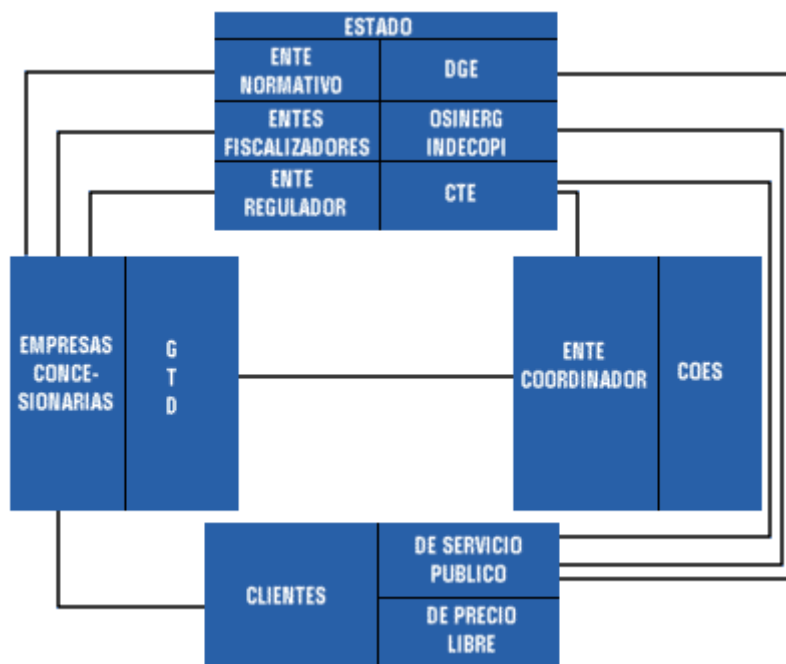 ESTADO
ENTE
NORMATIVO
DGE
ENTES
FISCALIZADORES
OSINERG
INDECOPI
ENTE
REGULADOR
CTE
EMPRESAS
CONCE-
SIONARIAS
G
T
D
ENTE
COORDINADOR
COES
CLIENTES
DE SERVICIO
PUBLICO
DE PRECIO
LIBRE